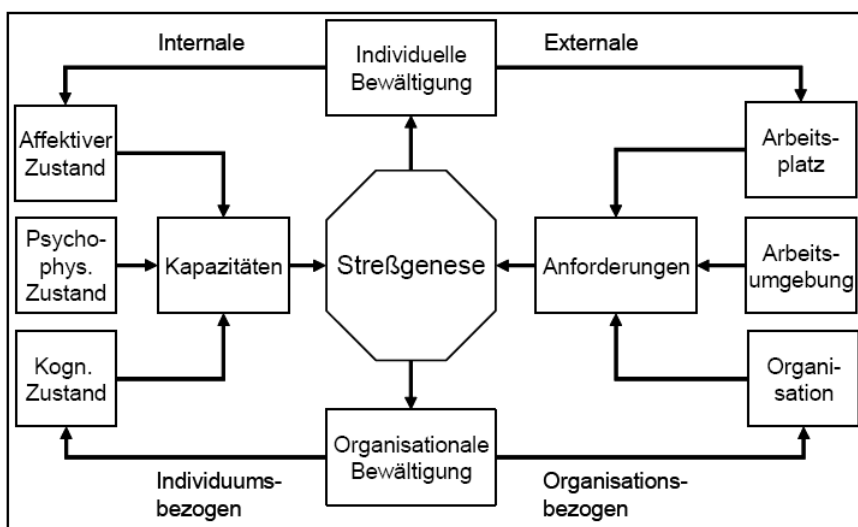 Internale
Individuelle
Bewältigung
Externale
Affektiver
Zustand
Arbeits-
platz
Psycho-
phys.
Zustand
Kapazitäten
Streßgenese
Anforderungen
Arbeits-
umgebung
Kogn.
Zustand
Organi-
sation
Organisationale
Bewältigung
Individuums-
bezogen
Organisations-
bezogen